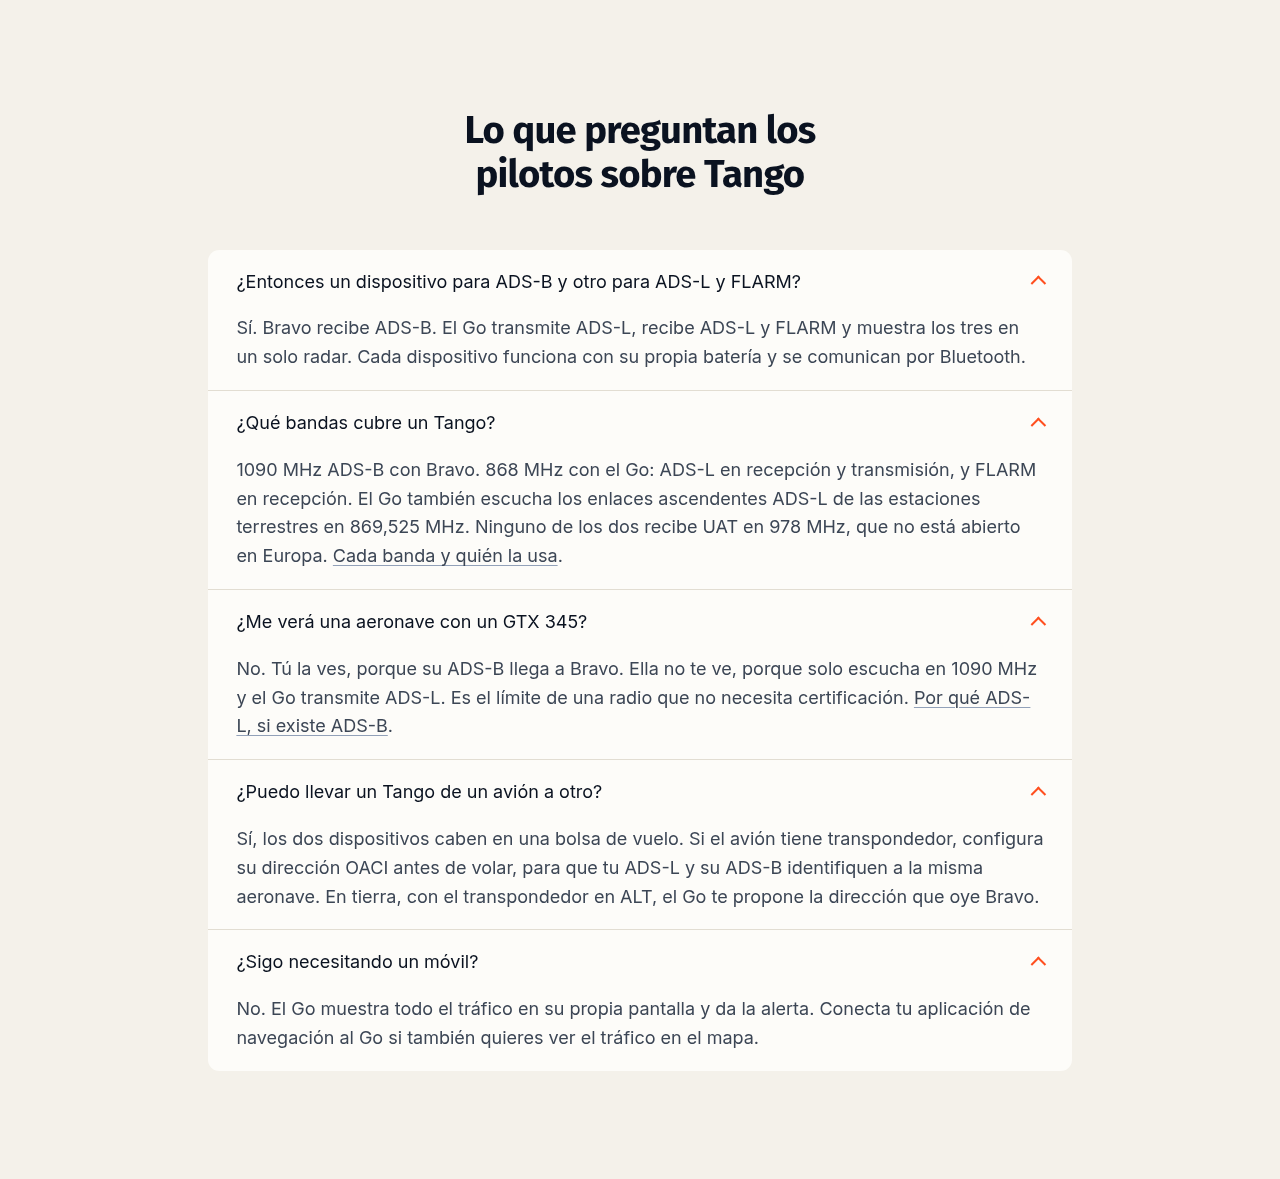 Lo que preguntan los
pilotos sobre Tango
¿Entonces un dispositivo para ADS-B y otro para ADS-L y FLARM?
Sí. Bravo recibe ADS-B. El Go transmite ADS-L, recibe ADS-L y FLARM y muestra los tres en
un solo radar. Cada dispositivo funciona con su propia batería y se comunican por Bluetooth.
¿Qué bandas cubre un Tango?
1090 MHz ADS-B con Bravo. 868 MHz con el Go: ADS-L en recepción y transmisión, y FLARM
en recepción. El Go también escucha los enlaces ascendentes ADS-L de las estaciones
terrestres en 869,525 MHz. Ninguno de los dos recibe UAT en 978 MHz, que no está abierto
en Europa. Cada banda y quién la usa.
¿Me verá una aeronave con un GTX 345?
No. Tú la ves, porque su ADS-B llega a Bravo. Ella no te ve, porque solo escucha en 1090 MHz
y el Go transmite ADS-L. Es el límite de una radio que no necesita certificación. Por qué ADS-
L, si existe ADS-B.
¿Puedo llevar un Tango de un avión a otro?
Sí, los dos dispositivos caben en una bolsa de vuelo. Si el avión tiene transpondedor, configura
su dirección OACI antes de volar, para que tu ADS-L y su ADS-B identifiquen a la misma
aeronave. En tierra, con el transpondedor en ALT, el Go te propone la dirección que oye Bravo.
¿Sigo necesitando un móvil?
No. El Go muestra todo el tráfico en su propia pantalla y da la alerta. Conecta tu aplicación de
navegación al Go si también quieres ver el tráfico en el mapa.